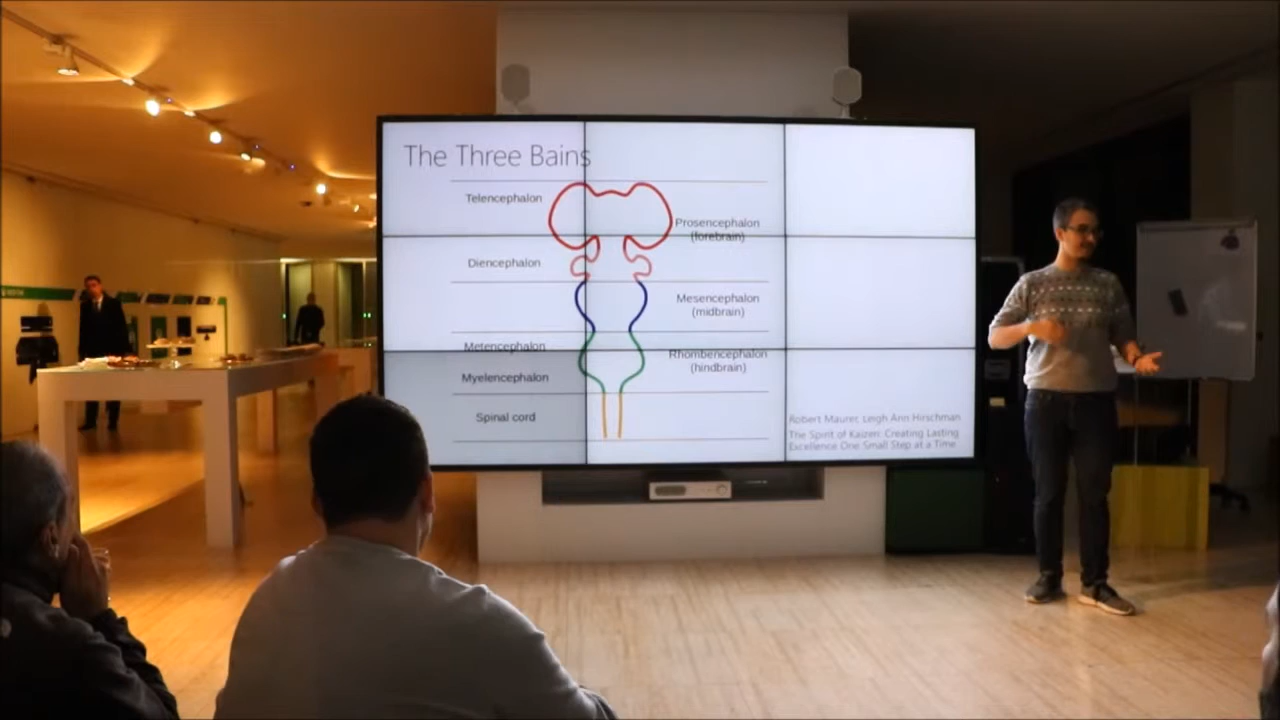 The Three Bains
Telencephalon
Prosencephalon
(forebrain)
Diencephalon
Mesencephalon
(midbrain)
Metencephalon
Rhombencephalon
(hindbrain)
Myelencephalon
Spinal cord
Robert Maurer, Leigh Ann Hirschman
The Spirit of Kaizen: Creating Lasting
Excellence One Small Step at a Time